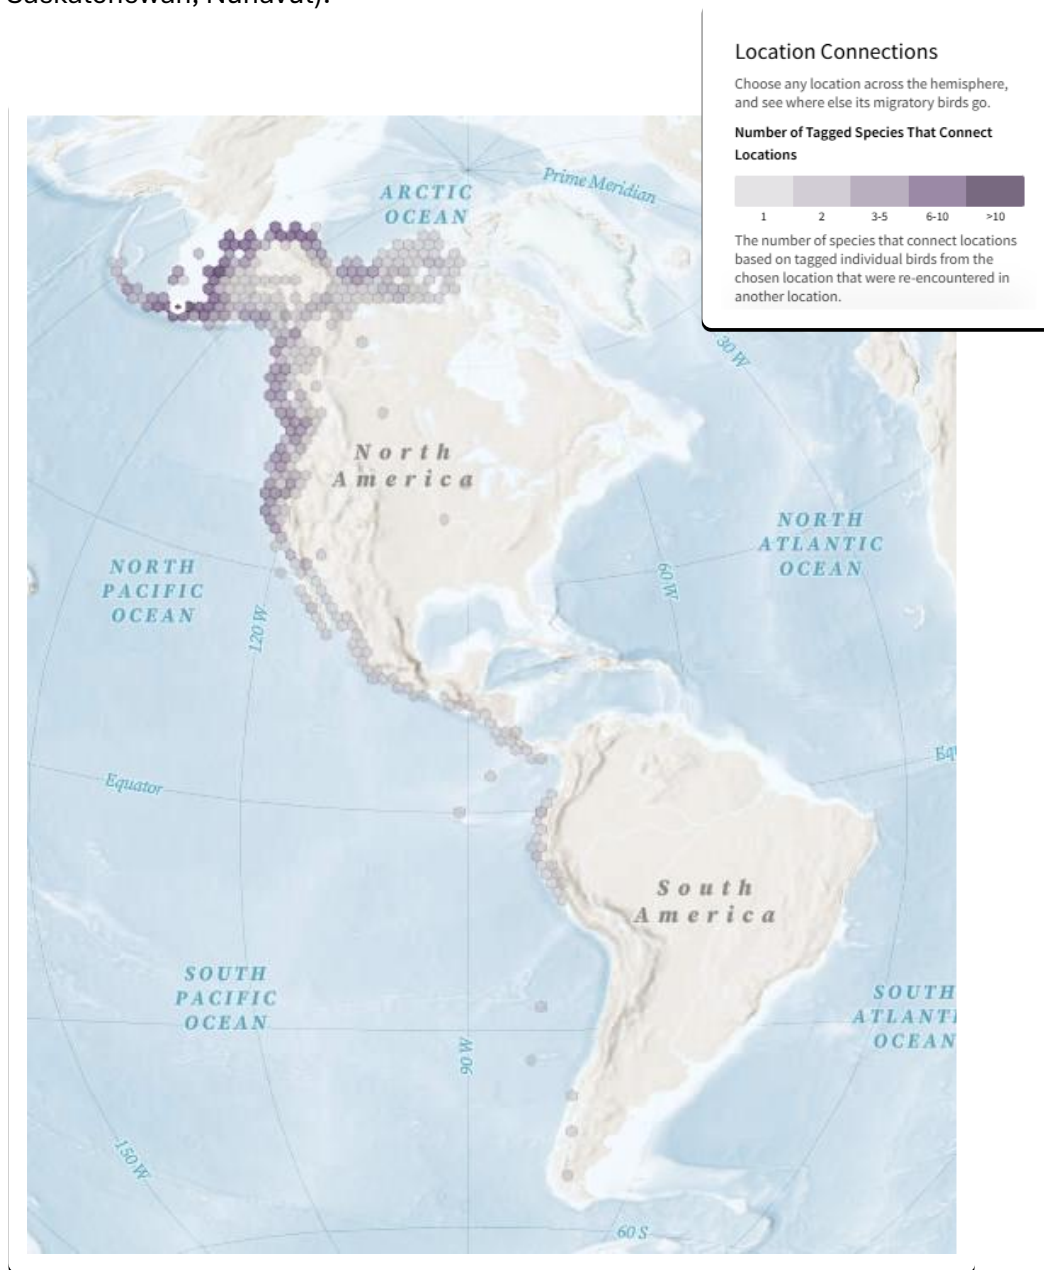 Saskatchewan, Nunavut).
Location Connections
Choose any location across the hemisphere,
and see where else its migratory birds go.
Number of Tagged Species That Connect
Locations
1 2 3-5 6-10 >10
The number of species that connect locations
based on tagged individual birds from the
chosen location that were re-encountered in
another location.
ARCTIC
OCEAN
Prime Meridian
30 W
North
America
NORTH
ATLANTIC
OCEAN
NORTH
PACIFIC
OCEAN
60 W
120 W
Equator
Equ
South
America
SOUTH
PACIFIC
OCEAN
SOUTH
ATLANTI
OCEAN
90 W
150 W
60 S